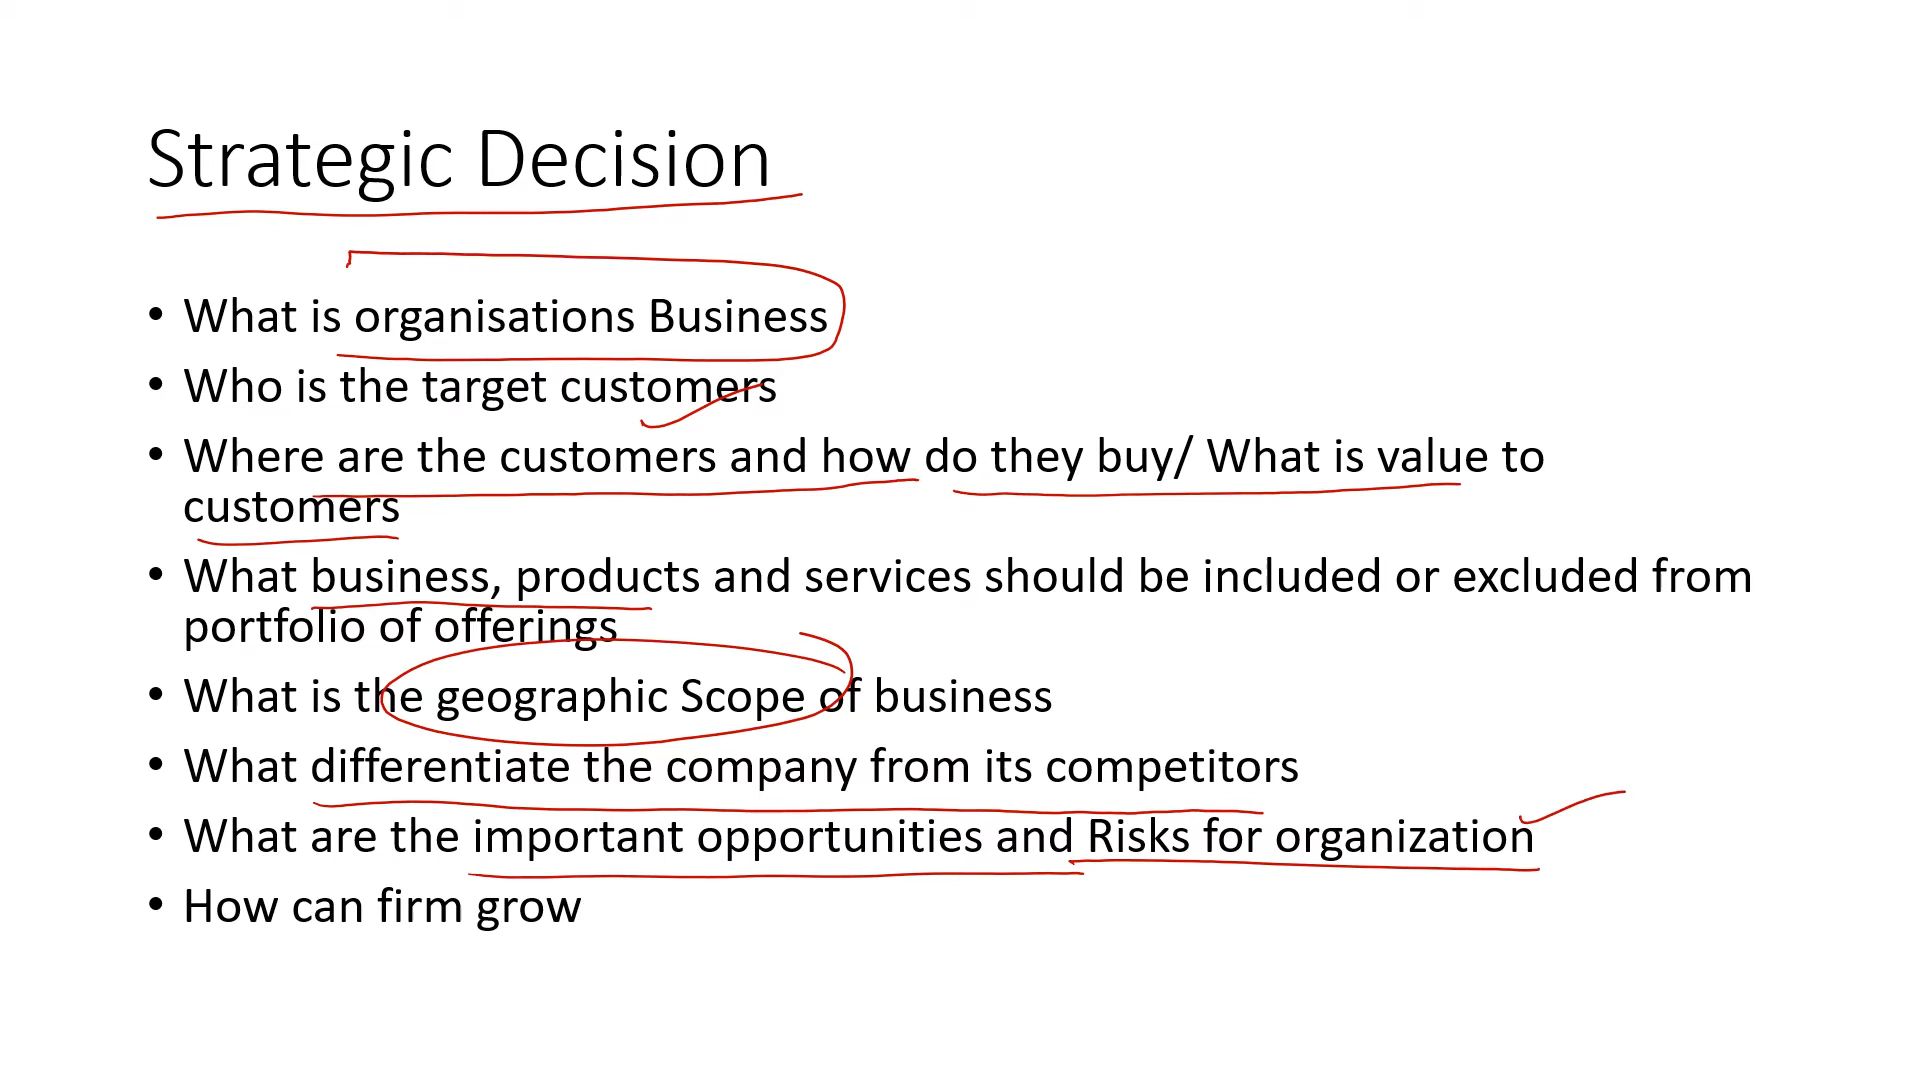 Strategic Decision
• What is organisations Business
• Who is the target customers
• Where are the customers and how do they buy/ What is value to
customers
• What business, products and services should be included or excluded from
portfolio of offerings
• What is the geographic Scope of business
• What differentiate the company from its competitors
• What are the important opportunities and Risks for organization
• How can firm grow